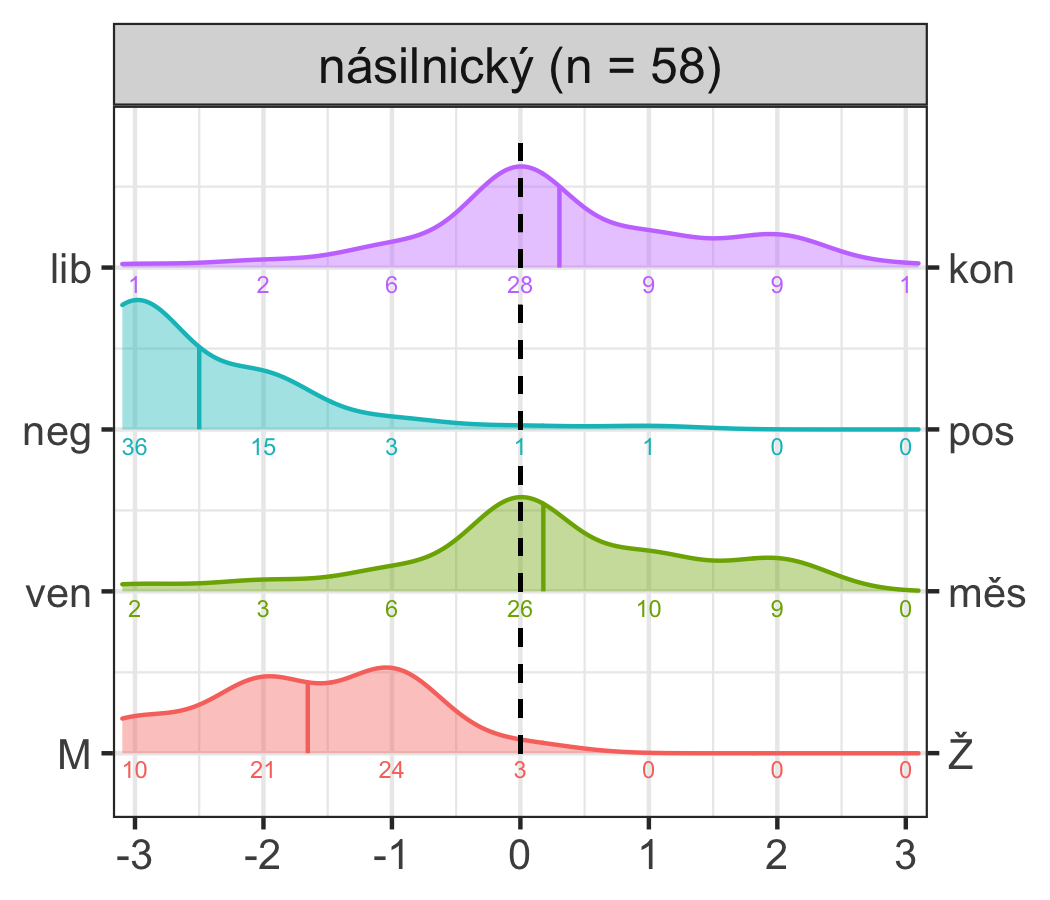 násilnický (n = 58)
lib kon
1 2 6 28 9 9 1
neg pos
36 15 3 1 1 0 0
ven měs
2 3 6 26 10 9 0
M Ž
10 21 24 3 0 0 0
-3 -2 -1 0 1 2 3